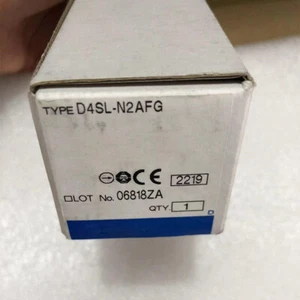 TYPE D4SL-N2AFG
CE 2219
LOT No. 06818ZA
QTY. 1
D